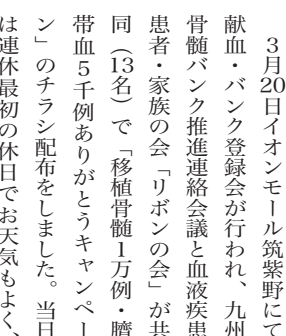 ３月20日イオンモール筑紫野にて
献血・バンク登録会が行われ、九州
骨髄バンク推進連絡会議と血液疾患
患者・家族の会「リボンの会」が共
同（13名）で「移植骨髄１万例・臍
帯血５千例ありがとうキャンペー
ン」のチラシ配布をしました。当日
は連休最初の休日でお天気もよく、